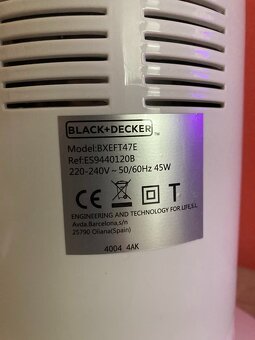 BLACK+DECKER
Model:BXEFT47E
Ref:ES9440120B
220-240V ~ 50/60Hz 45W
CE T
ENGINEERING AND TECHNOLOGY FOR LIFE,S.L.
Avda.Barcelona,s/n
25790 Oliana(Spain)
4004 4AK